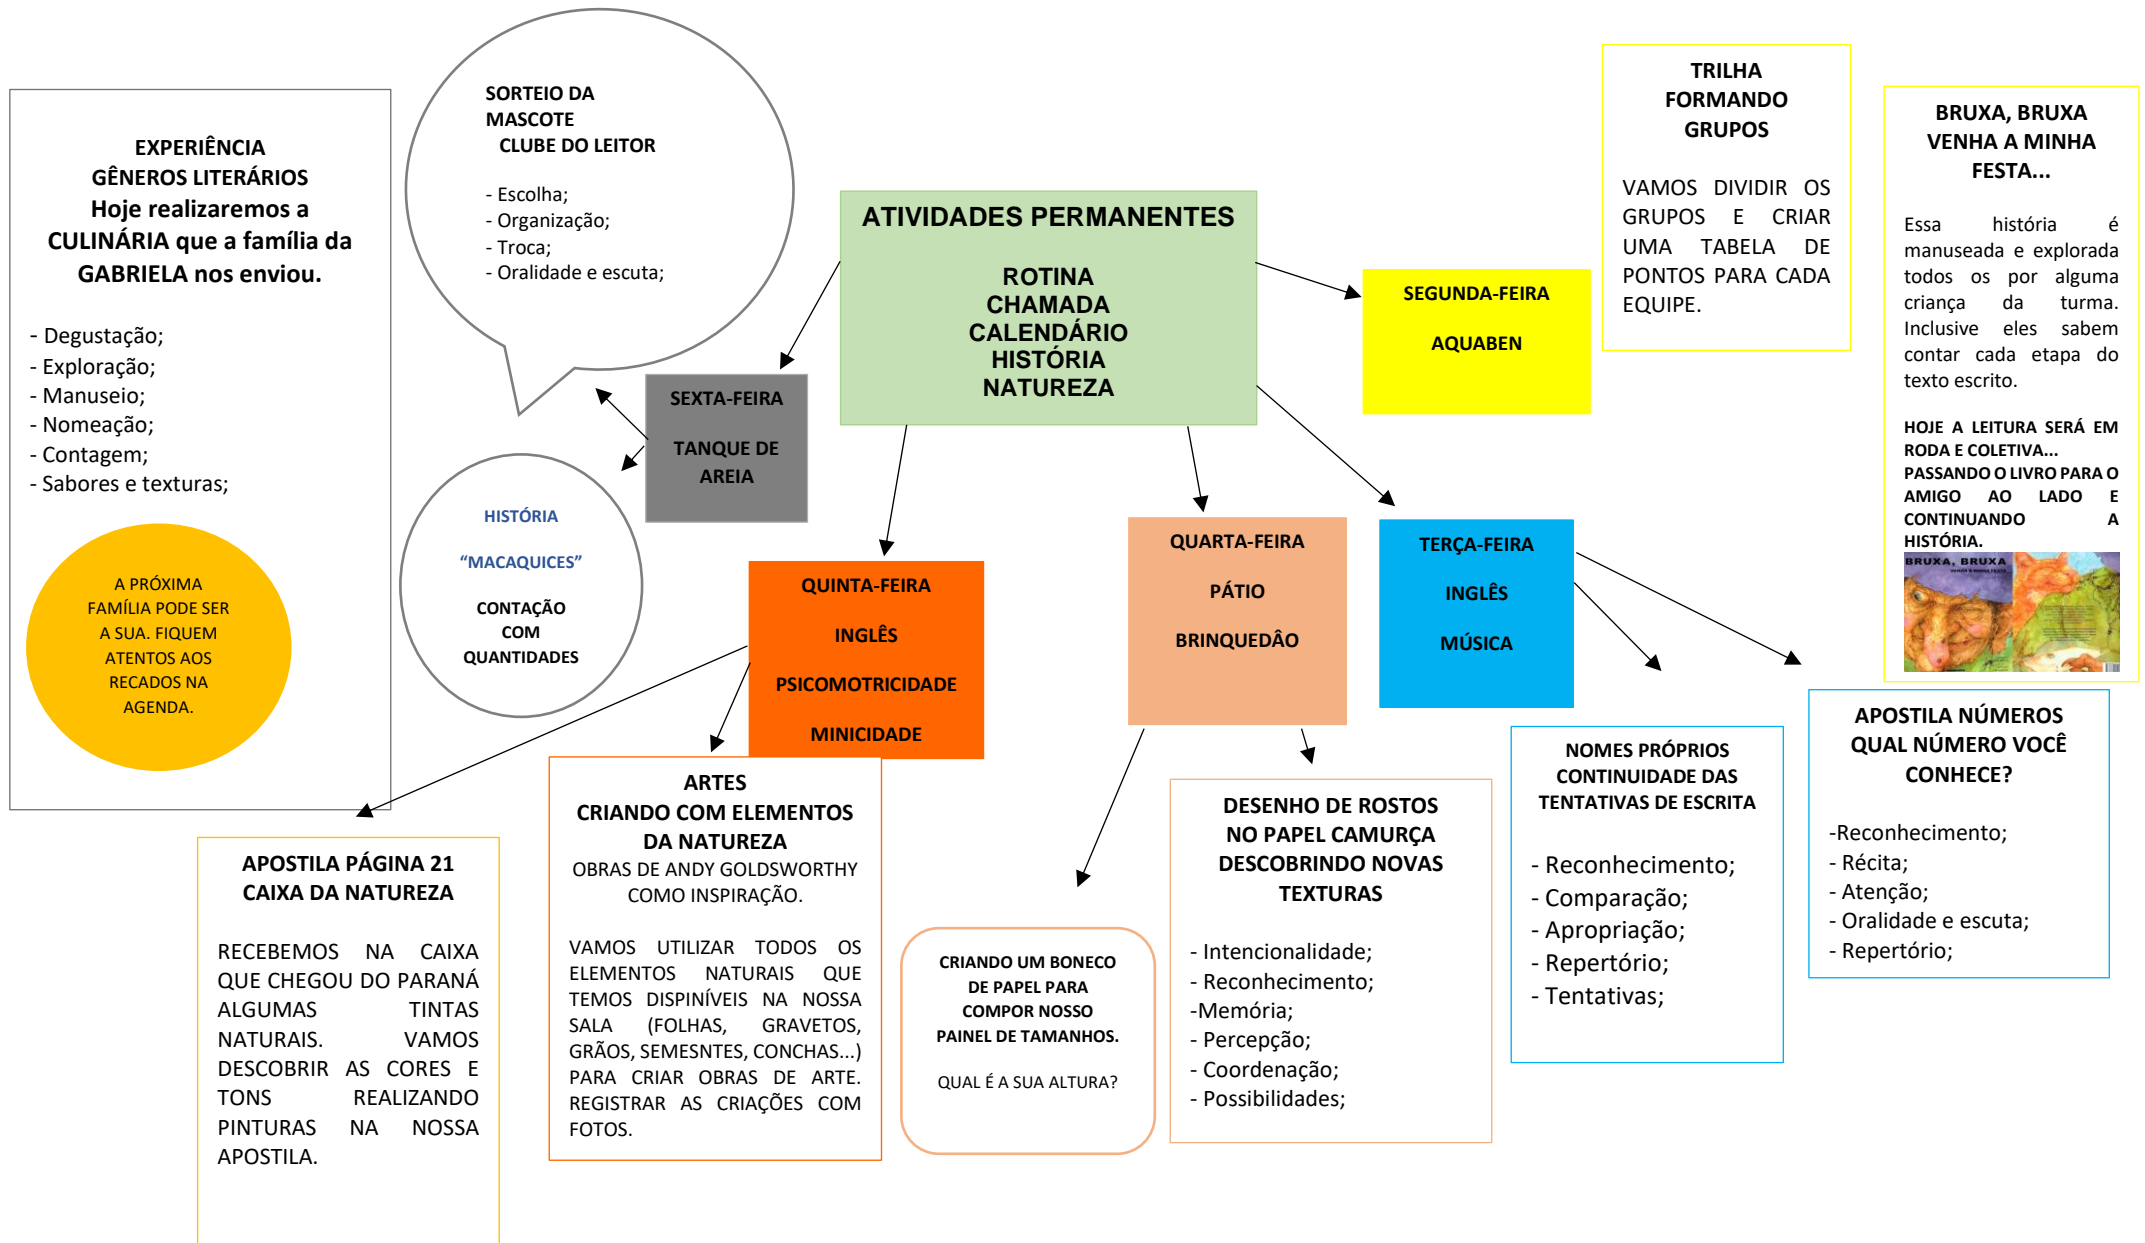 EXPERIÊNCIA
GÊNEROS LITERÁRIOS
Hoje realizaremos a
CULINÁRIA que a família da
GABRIELA nos enviou.
- Degustação;
- Exploração;
- Manuseio;
- Nomeação;
- Contagem;
- Sabores e texturas;
A PRÓXIMA
FAMÍLIA PODE SER
A SUA. FIQUEM
ATENTOS AOS
RECADOS NA
AGENDA.
SORTEIO DA
MASCOTE
CLUBE DO LEITOR
- Escolha;
- Organização;
- Troca;
- Oralidade e escuta;
HISTÓRIA
“MACAQUICES”
CONTAÇÃO
COM
QUANTIDADES
SEXTA-FEIRA
TANQUE DE
AREIA
ATIVIDADES PERMANENTES
ROTINA
CHAMADA
CALENDÁRIO
HISTÓRIA
NATUREZA
SEGUNDA-FEIRA
AQUABEN
TRILHA
FORMANDO
GRUPOS
VAMOS DIVIDIR OS
GRUPOS E CRIAR
UMA TABELA DE
PONTOS PARA CADA
EQUIPE.
BRUXA, BRUXA
VENHA A MINHA
FESTA...
Essa história é
manuseada e explorada
todos os por alguma
criança da turma.
Inclusive eles sabem
contar cada etapa do
texto escrito.
HOJE A LEITURA SERÁ EM
RODA E COLETIVA...
PASSANDO O LIVRO PARA O
AMIGO AO LADO E
CONTINUANDO A
HISTÓRIA.
BRUXA, BRUXA
VENHA A MINHA FESTA
QUINTA-FEIRA
INGLÊS
PSICOMOTRICIDADE
MINICIDADE
QUARTA-FEIRA
PÁTIO
BRINQUEDÂO
TERÇA-FEIRA
INGLÊS
MÚSICA
APOSTILA PÁGINA 21
CAIXA DA NATUREZA
RECEBEMOS NA CAIXA
QUE CHEGOU DO PARANÁ
ALGUMAS TINTAS
NATURAIS. VAMOS
DESCOBRIR AS CORES E
TONS REALIZANDO
PINTURAS NA NOSSA
APOSTILA.
ARTES
CRIANDO COM ELEMENTOS
DA NATUREZA
OBRAS DE ANDY GOLDSWORTHY
COMO INSPIRAÇÃO.
VAMOS UTILIZAR TODOS OS
ELEMENTOS NATURAIS QUE
TEMOS DISPINÍVEIS NA NOSSA
SALA (FOLHAS, GRAVETOS,
GRÃOS, SEMESNTES, CONCHAS...)
PARA CRIAR OBRAS DE ARTE.
REGISTRAR AS CRIAÇÕES COM
FOTOS.
CRIANDO UM BONECO
DE PAPEL PARA
COMPOR NOSSO
PAINEL DE TAMANHOS.
QUAL É A SUA ALTURA?
DESENHO DE ROSTOS
NO PAPEL CAMURÇA
DESCOBRINDO NOVAS
TEXTURAS
- Intencionalidade;
- Reconhecimento;
-Memória;
- Percepção;
- Coordenação;
- Possibilidades;
NOMES PRÓPRIOS
CONTINUIDADE DAS
TENTATIVAS DE ESCRITA
- Reconhecimento;
- Comparação;
- Apropriação;
- Repertório;
- Tentativas;
APOSTILA NÚMEROS
QUAL NÚMERO VOCÊ
CONHECE?
-Reconhecimento;
- Récita;
- Atenção;
- Oralidade e escuta;
- Repertório;